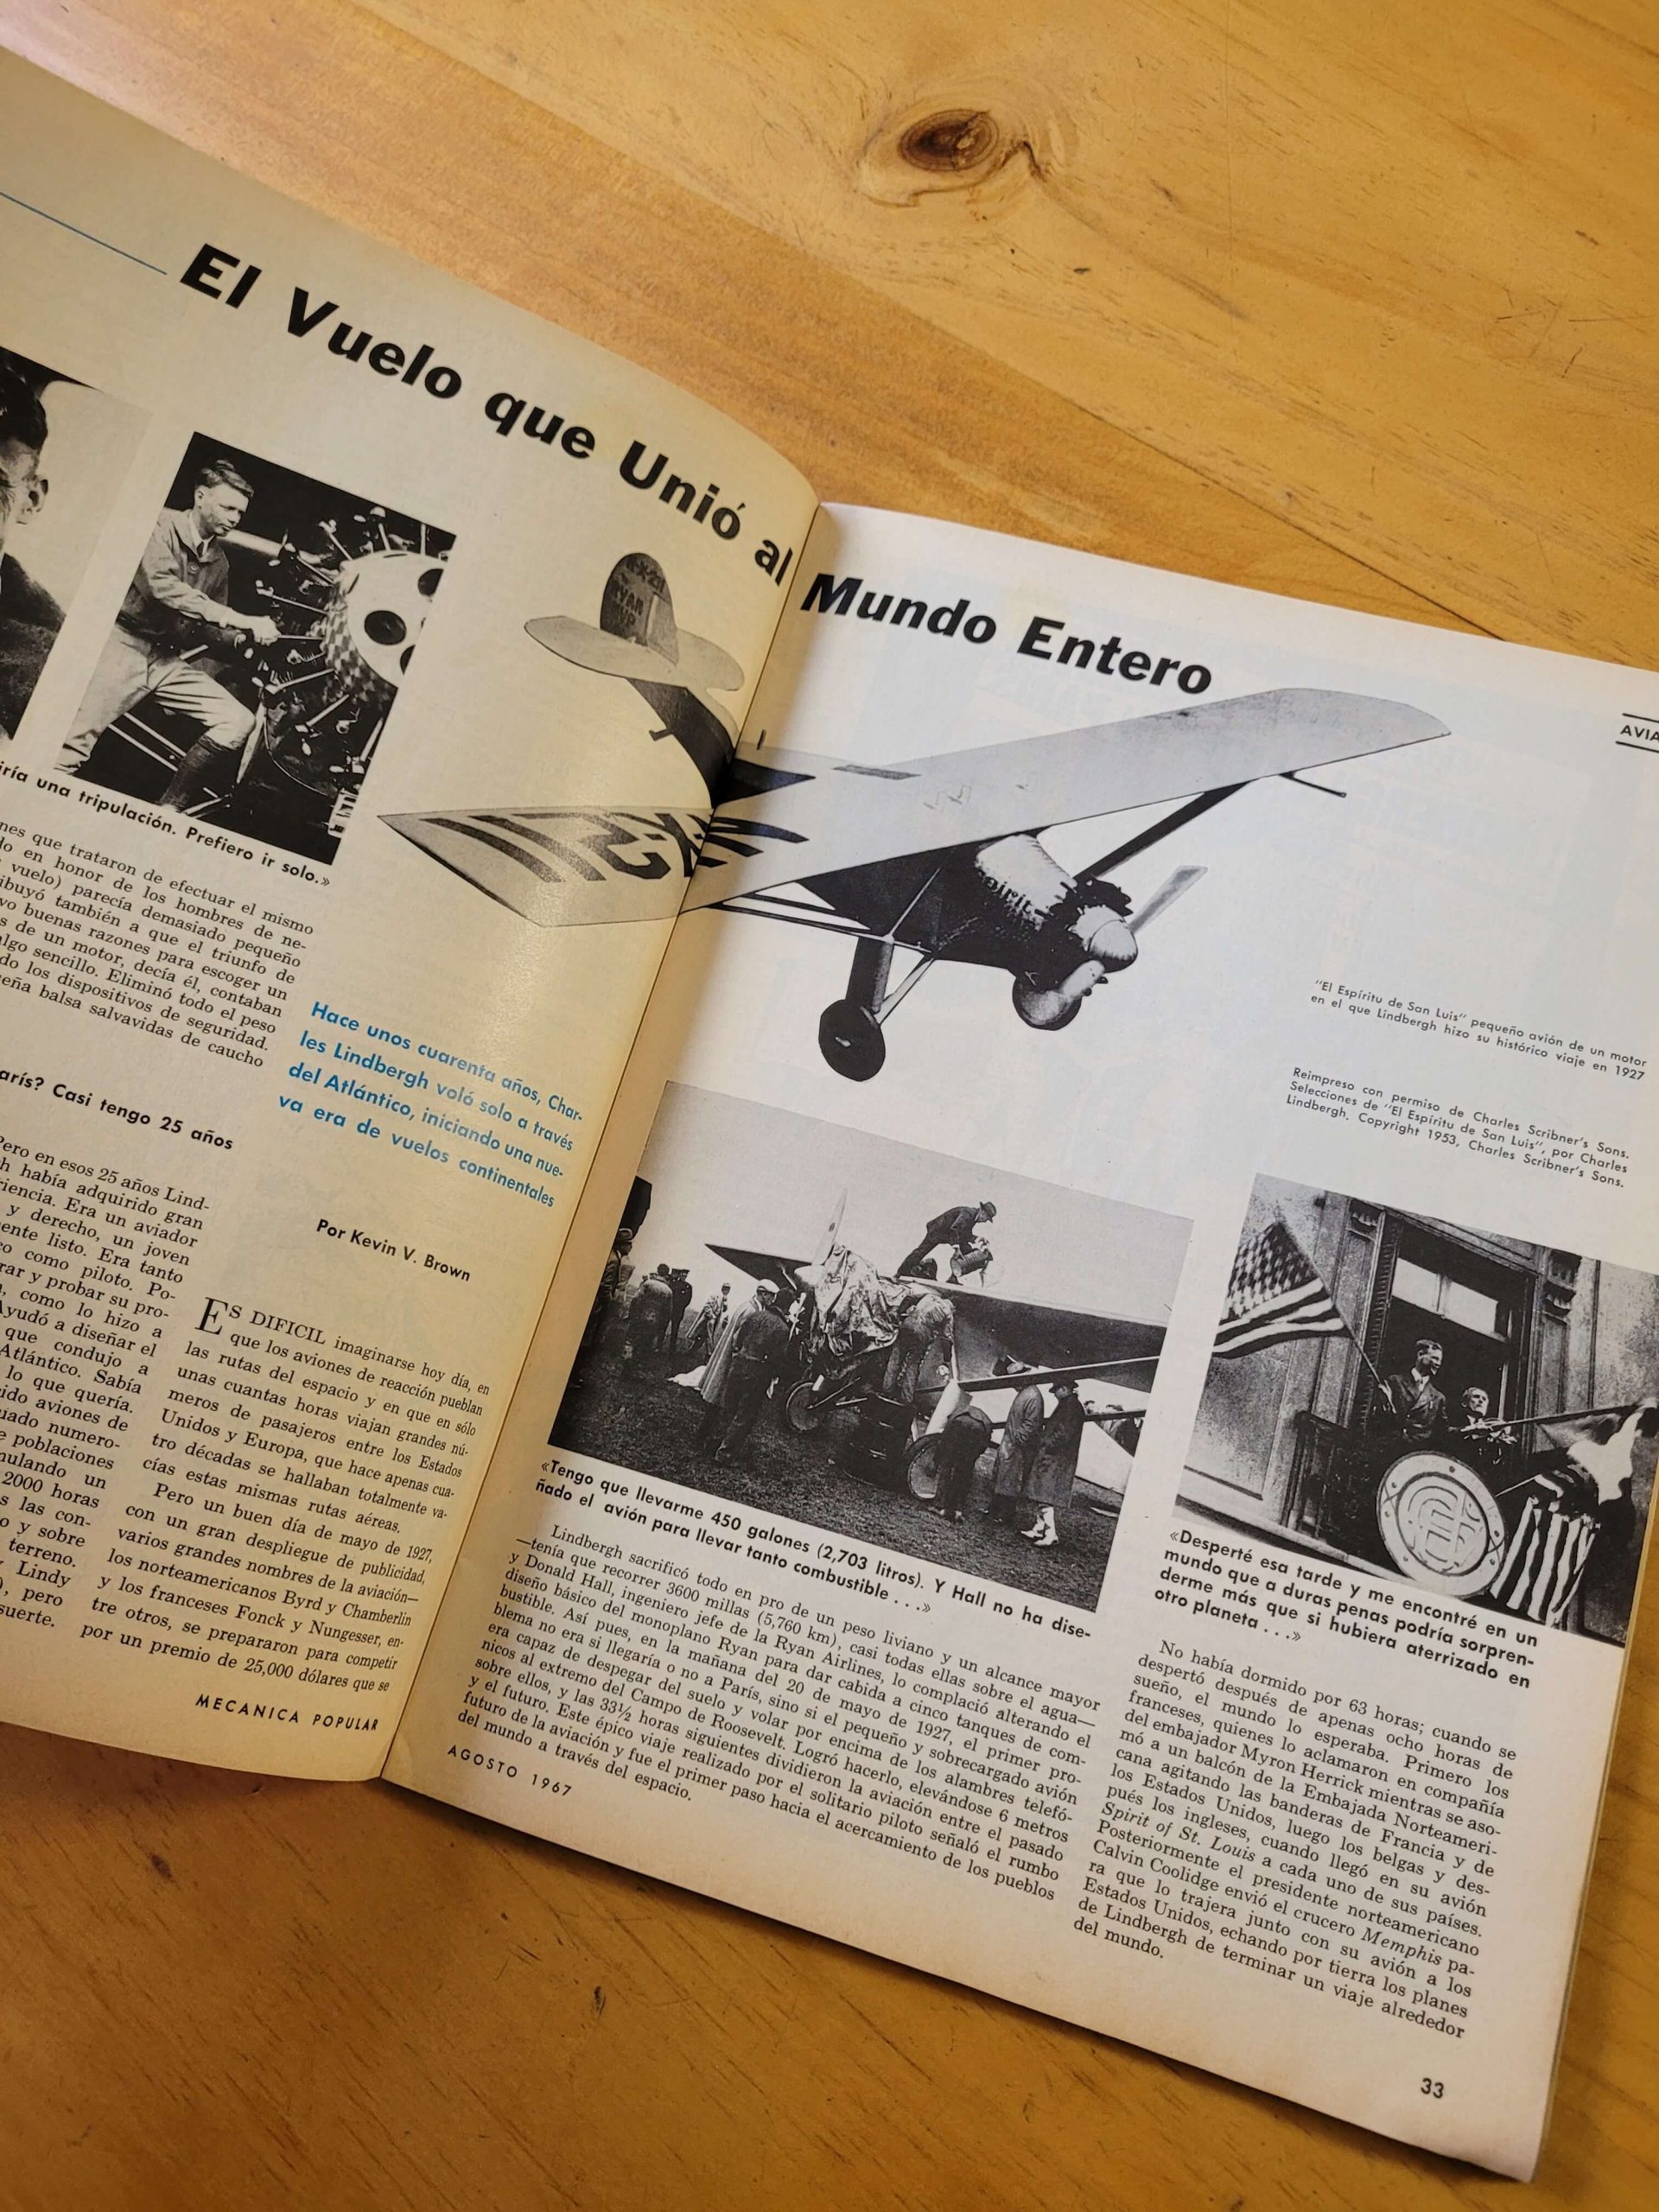 El Vuelo que Unió al Mundo Entero
AVIA
iría una tripulación. Prefiero ir solo.»
nes que trataron de efectuar el mismo
do en honor de los hombres de ne-
vuelo) parecía demasiado pequeño
ibuyó también a que el triunfo de
vo buenas razones para escoger un
s de un motor, decía él, contaban
algo sencillo. Eliminó todo el peso
do los dispositivos de seguridad.
eña balsa salvavidas de caucho
arís? Casi tengo 25 años
Pero en esos 25 años Lind-
h había adquirido gran
riencia. Era un aviador
y derecho, un joven
ente listo. Era tanto
co como piloto. Po-
rar y probar su pro-
, como lo hizo a
Ayudó a diseñar el
que condujo a
Atlántico. Sabía
lo que quería.
ido aviones de
iado numero-
e poblaciones
mulando un
2000 horas
s las con-
o y sobre
terreno.
Lindy
), pero
suerte.
Hace unos cuarenta años, Char-
les Lindbergh voló solo a través
del Atlántico, iniciando una nue-
va era de vuelos continentales
Por Kevin V. Brown
ES DIFICIL imaginarse hoy día, en
que los aviones de reacción pueblan
las rutas del espacio y en que en sólo
unas cuantas horas viajan grandes nú-
meros de pasajeros entre los Estados
Unidos y Europa, que hace apenas cua-
tro décadas se hallaban totalmente va-
cías estas mismas rutas aéreas.
Pero un buen día de mayo de 1927,
con un gran despliegue de publicidad,
varios grandes nombres de la aviación—
los norteamericanos Byrd y Chamberlin
y los franceses Fonck y Nungesser, en-
tre otros, se prepararon para competir
por un premio de 25,000 dólares que se
MECANICA POPULAR
Spirit
"El Espíritu de San Luis" pequeño avión de un motor
en el que Lindbergh hizo su histórico viaje en 1927
Reimpreso con permiso de Charles Scribner's Sons.
Selecciones de "El Espíritu de San Luis", por Charles
Lindbergh. Copyright 1953, Charles Scribner's Sons.
«Tengo que llevarme 450 galones (2,703 litros). Y Hall no ha dise-
ñado el avión para llevar tanto combustible . . .»
Lindbergh sacrificó todo en pro de un peso liviano y un alcance mayor
—tenía que recorrer 3600 millas (5,760 km), casi todas ellas sobre el agua—
y Donald Hall, ingeniero jefe de la Ryan Airlines, lo complació alterando el
diseño básico del monoplano Ryan para dar cabida a cinco tanques de com-
bustible. Así pues, en la mañana del 20 de mayo de 1927, el primer pro-
blema no era si llegaría o no a París, sino si el pequeño y sobrecargado avión
era capaz de despegar del suelo y volar por encima de los alambres telefó-
nicos al extremo del Campo de Roosevelt. Logró hacerlo, elevándose 6 metros
sobre ellos, y las 33½ horas siguientes dividieron la aviación entre el pasado
y el futuro. Este épico viaje realizado por el solitario piloto señaló el rumbo
futuro de la aviación y fue el primer paso hacia el acercamiento de los pueblos
del mundo a través del espacio.
AGOSTO 1967
«Desperté esa tarde y me encontré en un
mundo que a duras penas podría sorpren-
derme más que si hubiera aterrizado en
otro planeta . . .»
No había dormido por 63 horas; cuando se
despertó después de apenas ocho horas de
sueño, el mundo lo esperaba. Primero los
franceses, quienes lo aclamaron en compañía
del embajador Myron Herrick mientras se aso-
mó a un balcón de la Embajada Norteameri-
cana agitando las banderas de Francia y de
los Estados Unidos, luego los belgas y des-
pués los ingleses, cuando llegó en su avión
Spirit of St. Louis a cada uno de sus países.
Posteriormente el presidente norteamericano
Calvin Coolidge envió el crucero Memphis pa-
ra que lo trajera junto con su avión a los
Estados Unidos, echando por tierra los planes
de Lindbergh de terminar un viaje alrededor
del mundo.
33